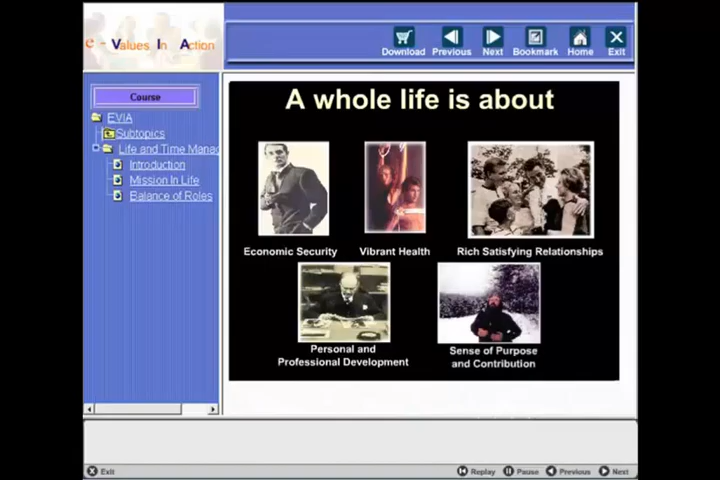 e - Values In Action
Download
Previous
Next
Bookmark
Home
Exit
Course
EVIA
Subtopics
Life and Time Manag
Introduction
Mission In Life
Balance of Roles
A whole life is about
Economic Security
Vibrant Health
Rich Satisfying Relationships
Personal and
Professional Development
Sense of Purpose
and Contribution
Exit
Replay
Pause
Previous
Next